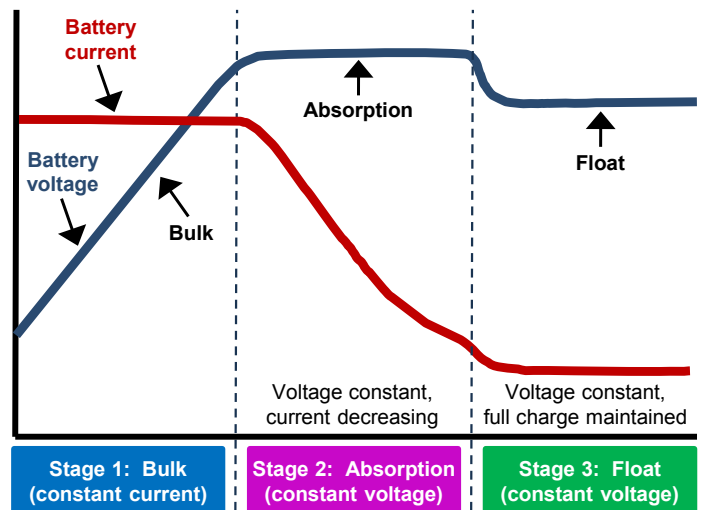 Battery
current
Absorption
Battery
voltage
Float
Bulk
Voltage constant,
current decreasing
Voltage constant,
full charge maintained
Stage 1: Bulk
(constant current)
Stage 2: Absorption
(constant voltage)
Stage 3: Float
(constant voltage)